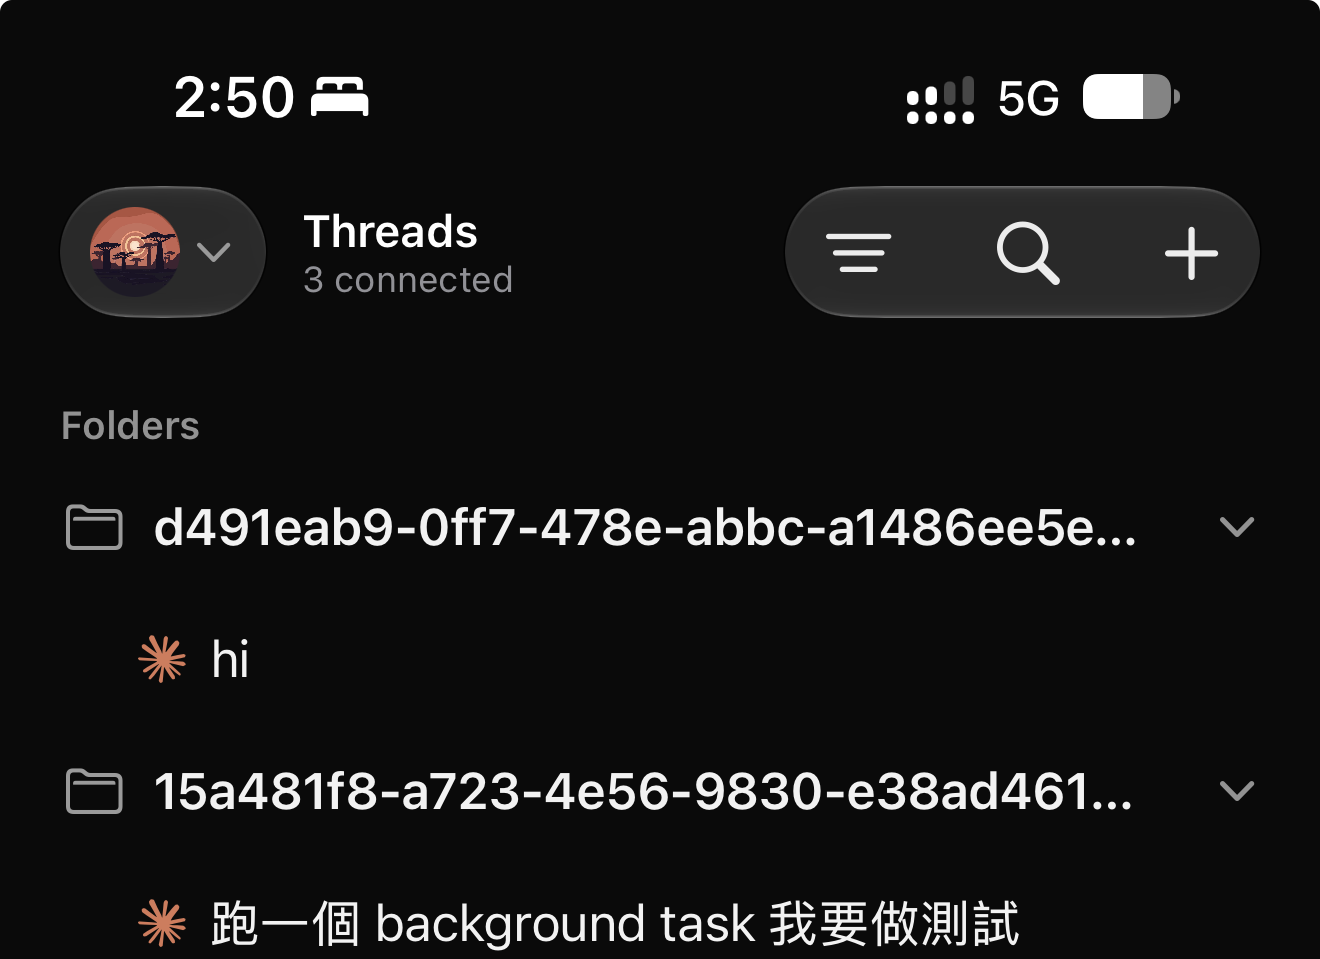 2:50 5G
Threads
3 connected
Folders
d491eab9-0ff7-478e-abbc-a1486ee5e...
hi
15a481f8-a723-4e56-9830-e38ad461...
跑一個 background task 我要做測試